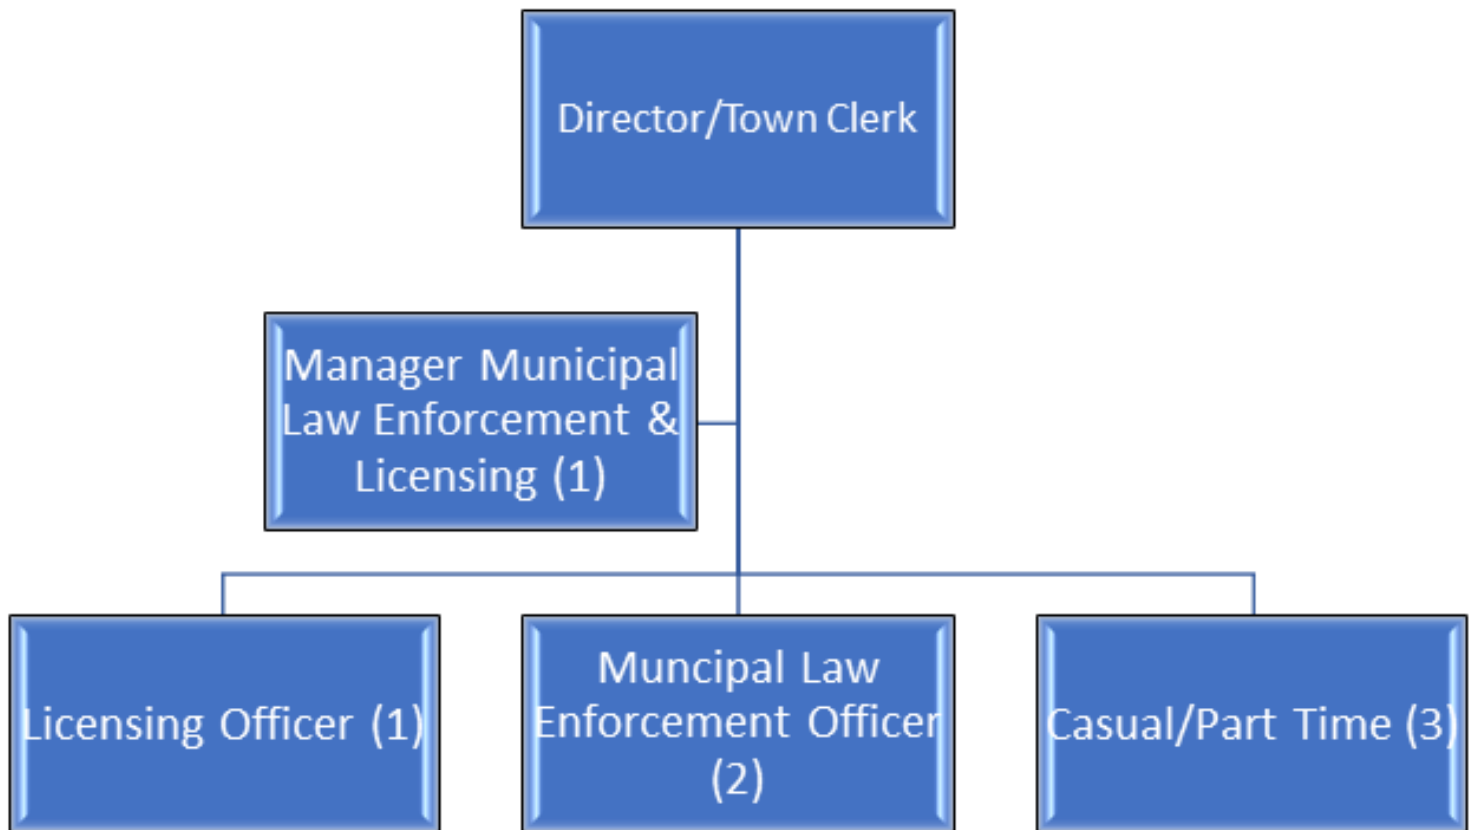 Director/Town Clerk
Manager Municipal
Law Enforcement &
Licensing (1)
Licensing Officer (1)
Muncipal Law
Enforcement Officer
(2)
Casual/Part Time (3)